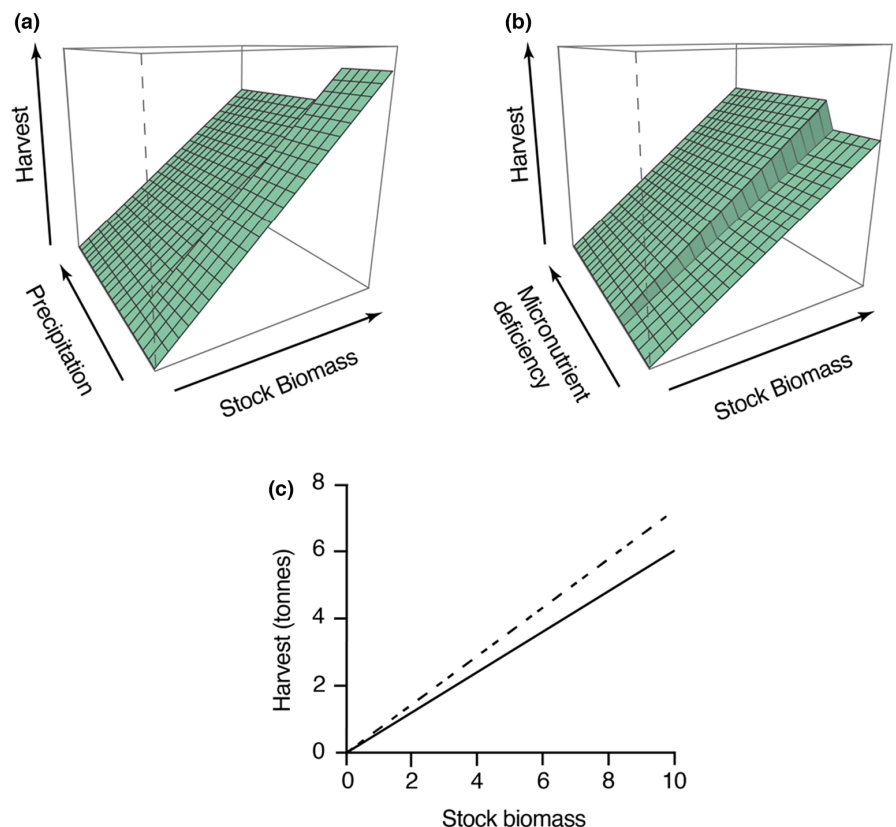 (a)
Harvest
Precipitation
Stock Biomass
(b)
Harvest
Micronutrient
deficiency
Stock Biomass
(c)
Harvest (tonnes)
8
6
4
2
0
0 2 4 6 8 10
Stock biomass